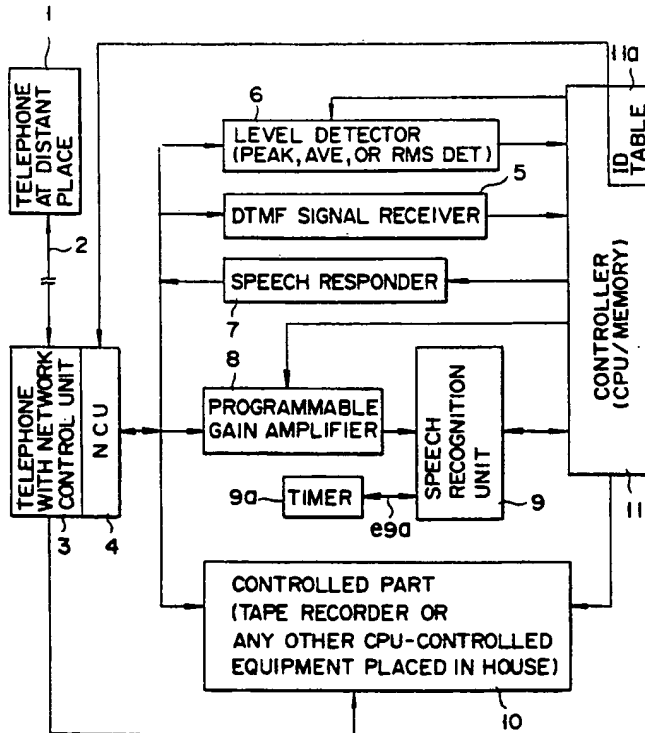 1
TELEPHONE
AT DISTANT
PLACE
2
11a
ID
TABLE
6
LEVEL DETECTOR
(PEAK, AVE, OR RMS DET)
5
DTMF SIGNAL RECEIVER
SPEECH RESPONDER
7
8
PROGRAMMABLE
GAIN AMPLIFIER
SPEECH
RECOGNITION
UNIT
9
9a
TIMER
e9a
CONTROLLER
(CPU/MEMORY)
11
TELEPHONE
WITH NETWORK
CONTROL UNIT
NCU
3
4
CONTROLLED PART
(TAPE RECORDER OR
ANY OTHER CPU-CONTROLLED
EQUIPMENT PLACED IN HOUSE)
10